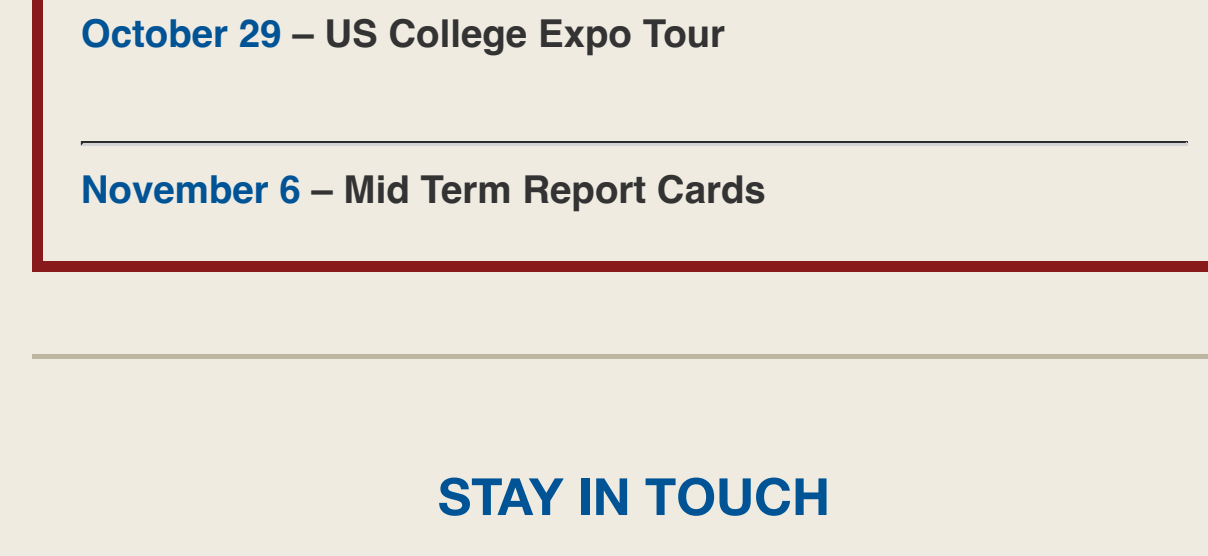 October 29 – US College Expo Tour
November 6 – Mid Term Report Cards
STAY IN TOUCH